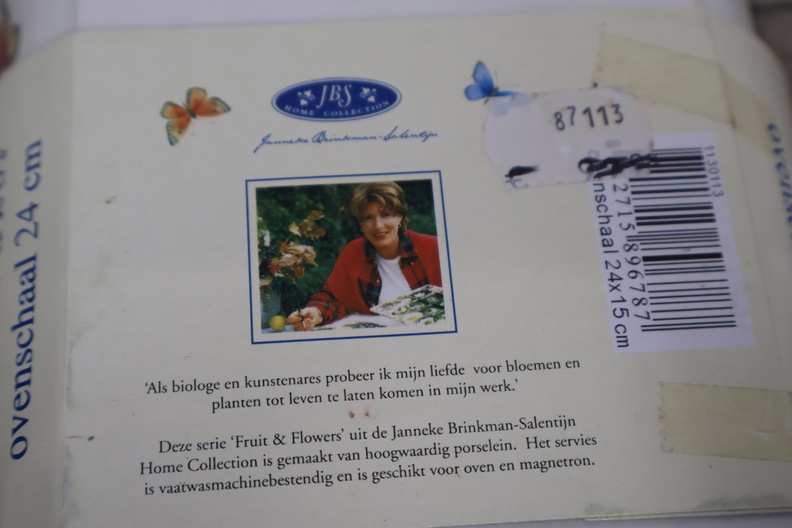 JBS
HOME COLLECTION
Janneke Brinkman-Salentijn
87113
ovenschaal 24 cm
1130113
2715 896787
nschaal 24x15 cm
'Als biologe en kunstenares probeer ik mijn liefde voor bloemen en
planten tot leven te laten komen in mijn werk.'
Deze serie 'Fruit & Flowers' uit de Janneke Brinkman-Salentijn
Home Collection is gemaakt van hoogwaardig porselein. Het servies
is vaatwasmachinebestendig en is geschikt voor oven en magnetron.